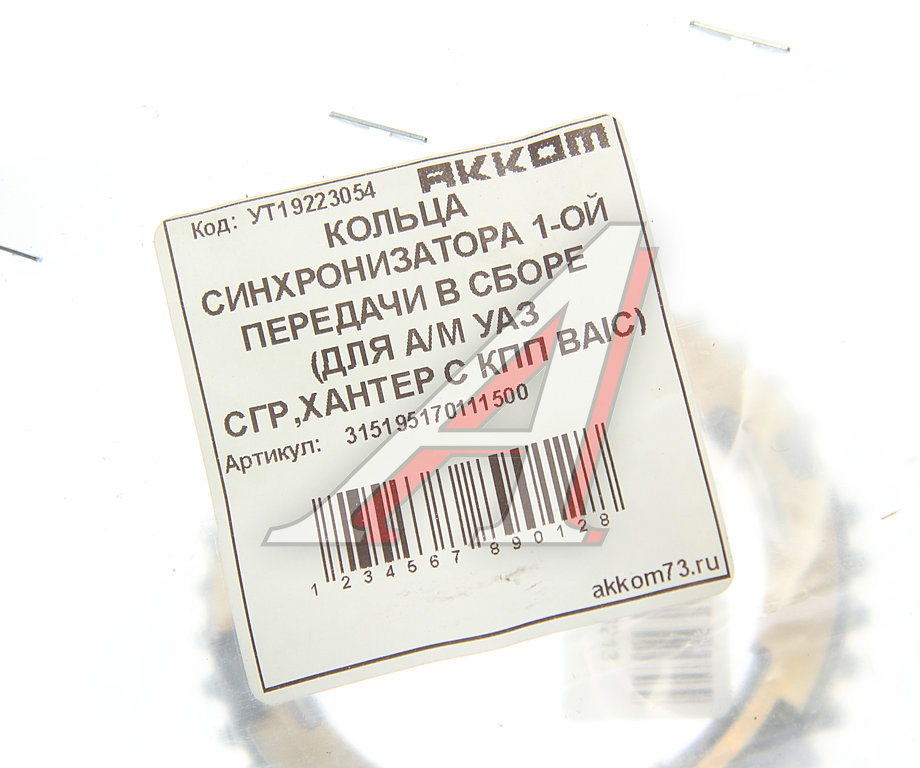 АККОМ
Код: УТ19223054
КОЛЬЦА
СИНХРОНИЗАТОРА 1-ОЙ
ПЕРЕДАЧИ В СБОРЕ
(ДЛЯ А/М УАЗ
СГР,ХАНТЕР С КПП BAIC)
Артикул: 315195170111500
1 234567 890128
akkom73.ru